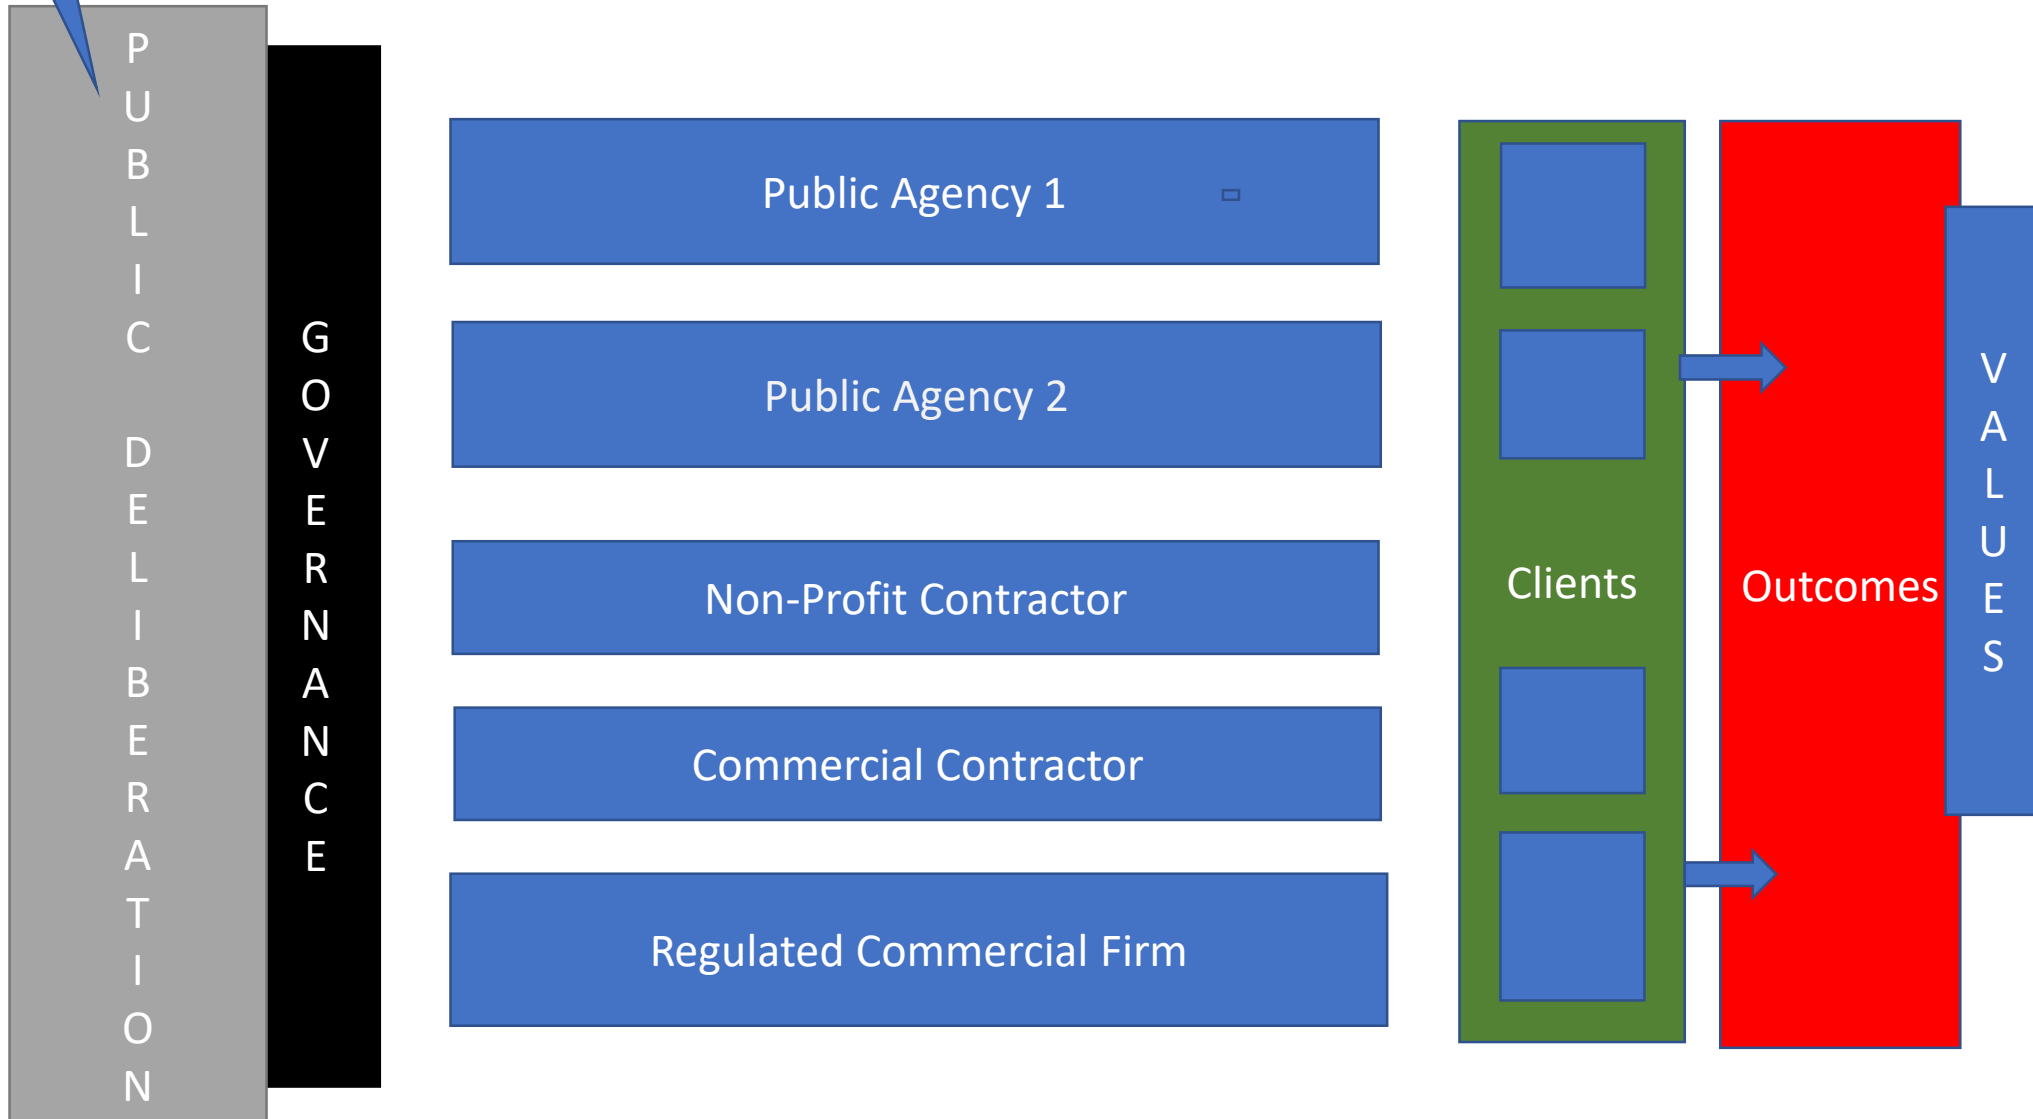 PUBLIC DELIBERATION
GOVERNANCE
Public Agency 1
Public Agency 2
Non-Profit Contractor
Commercial Contractor
Regulated Commercial Firm
Clients
Outcomes
VALUES